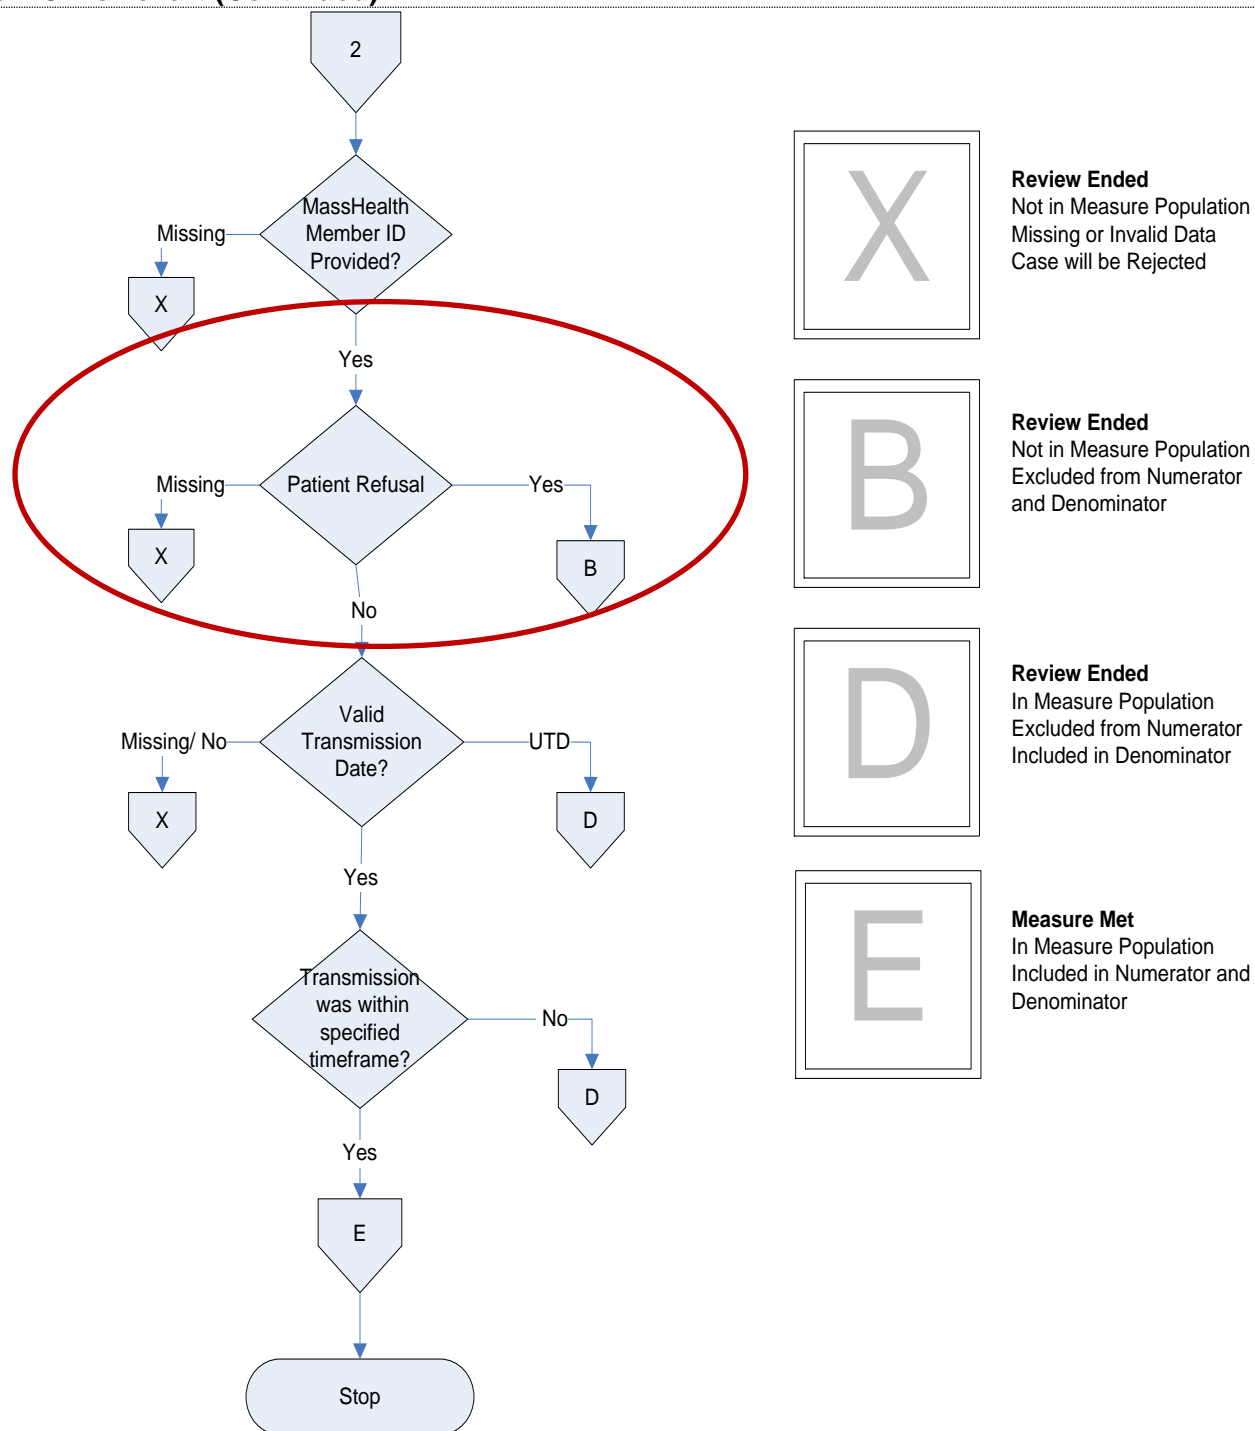 (Continued)
2
MassHealth
Member ID
Provided?
Missing
X
Yes
Patient Refusal
Missing
Yes
X
B
No
Valid
Transmission
Date?
Missing/ No
UTD
X
D
Yes
Transmission
was within
specified
timeframe?
No
D
Yes
E
Stop
X
Review Ended
Not in Measure Population
Missing or Invalid Data
Case will be Rejected
B
Review Ended
Not in Measure Population
Excluded from Numerator
and Denominator
D
Review Ended
In Measure Population
Excluded from Numerator
Included in Denominator
E
Measure Met
In Measure Population
Included in Numerator and
Denominator